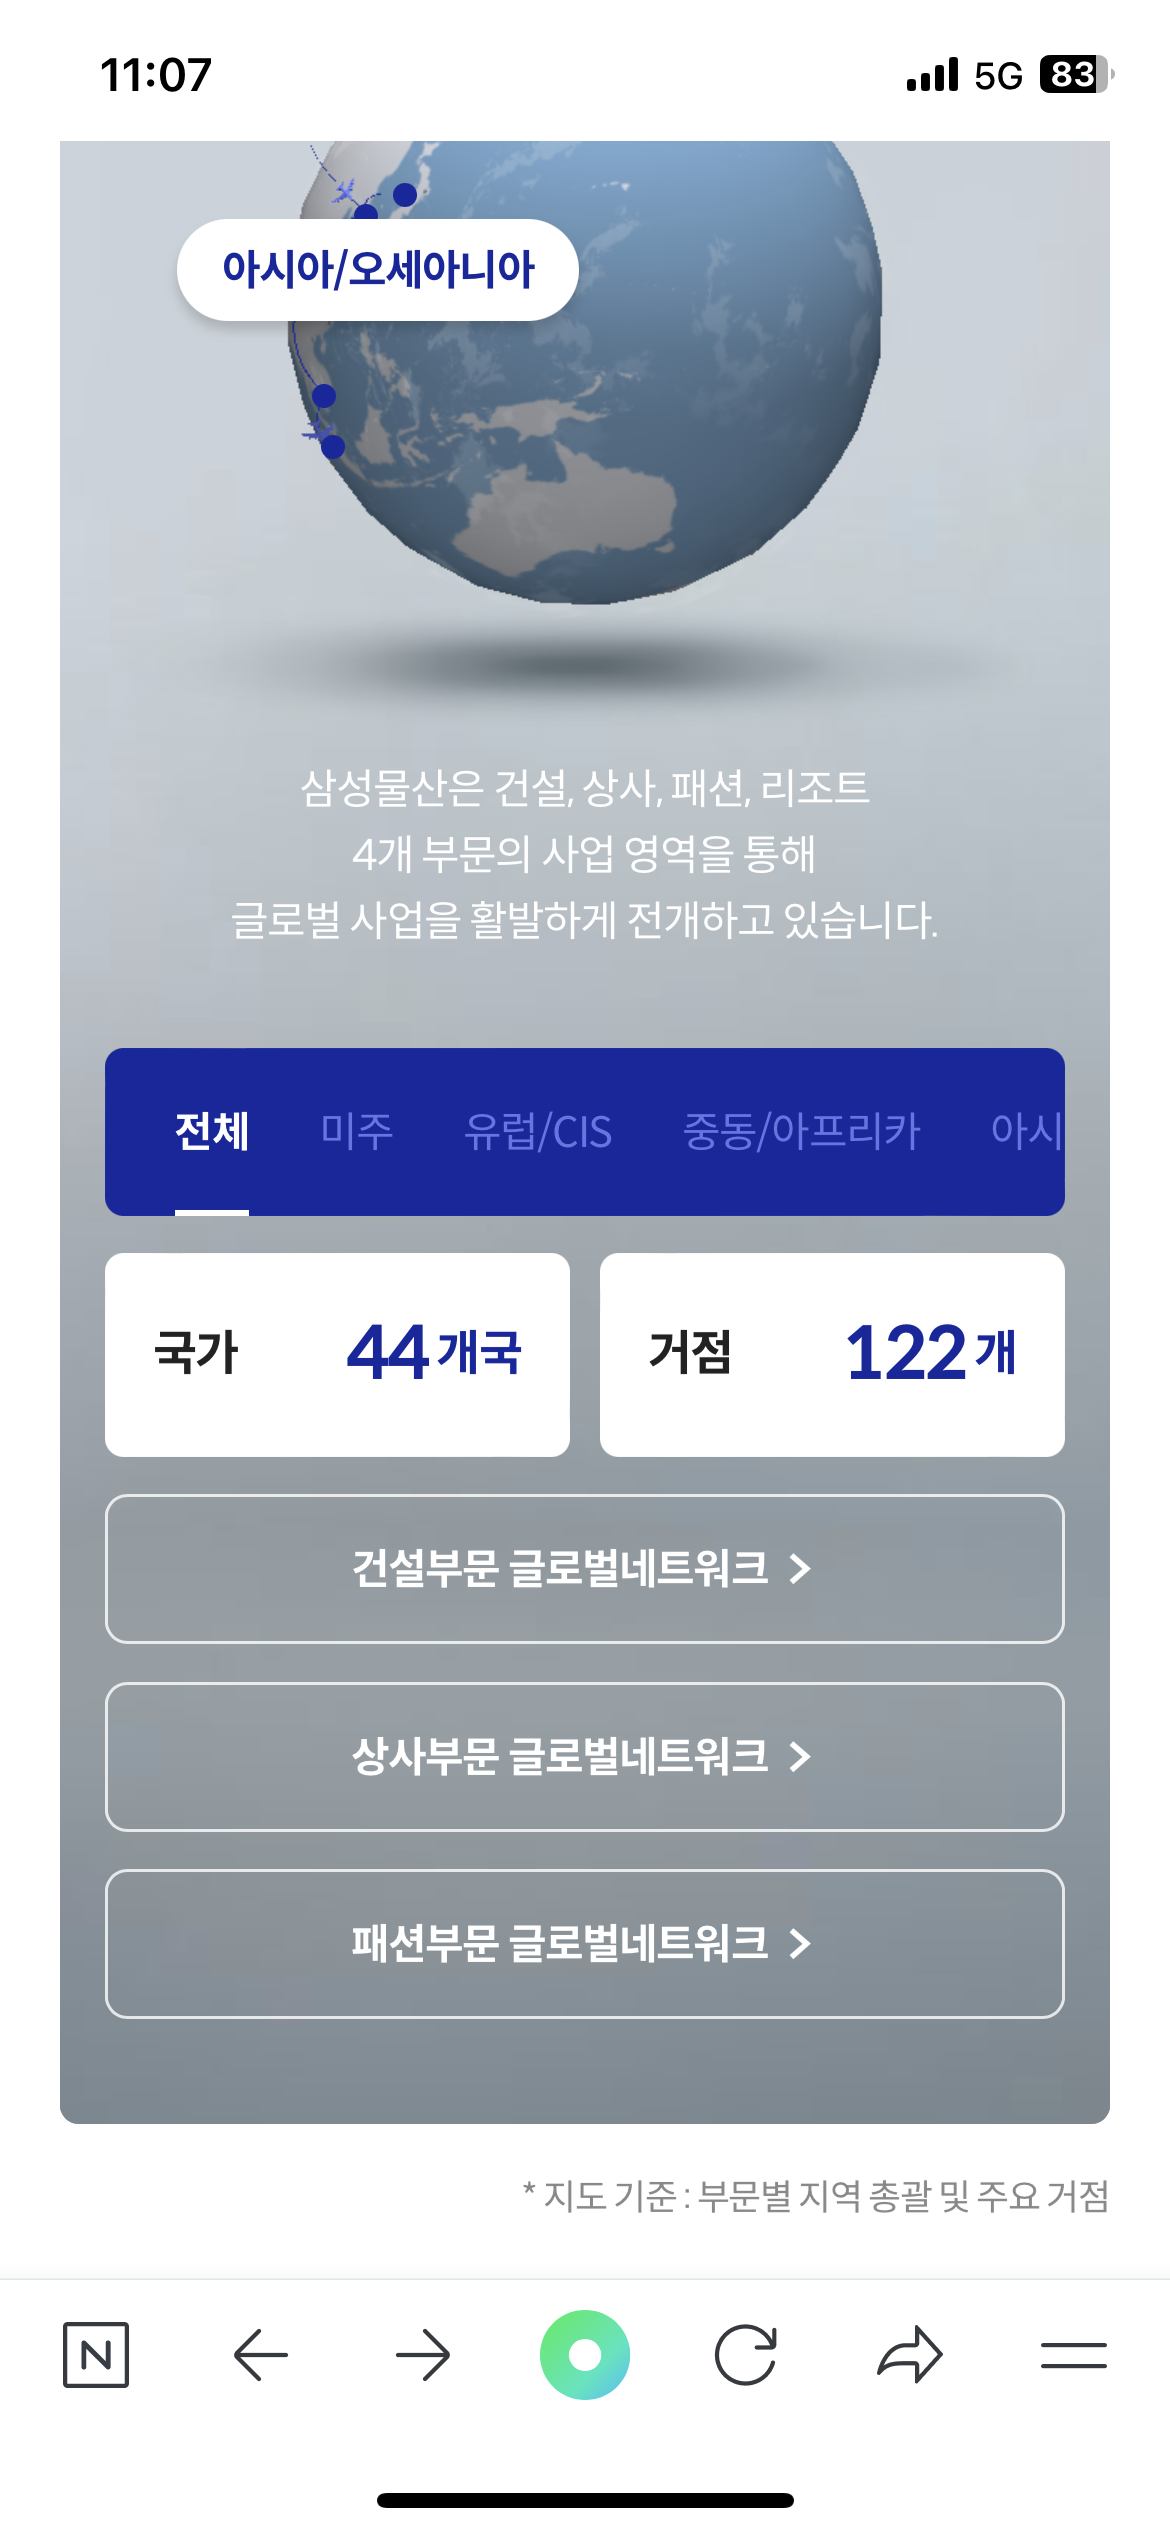 11:07
5G 83
아시아/오세아니아
삼성물산은 건설, 상사, 패션, 리조트
4개 부문의 사업 영역을 통해
글로벌 사업을 활발하게 전개하고 있습니다.
전체 미주 유럽/CIS 중동/아프리카 아시
국가 44 개국 거점 122 개
건설부문 글로벌네트워크
상사부문 글로벌네트워크
패션부문 글로벌네트워크
* 지도 기준 : 부문별 지역 총괄 및 주요 거점
N